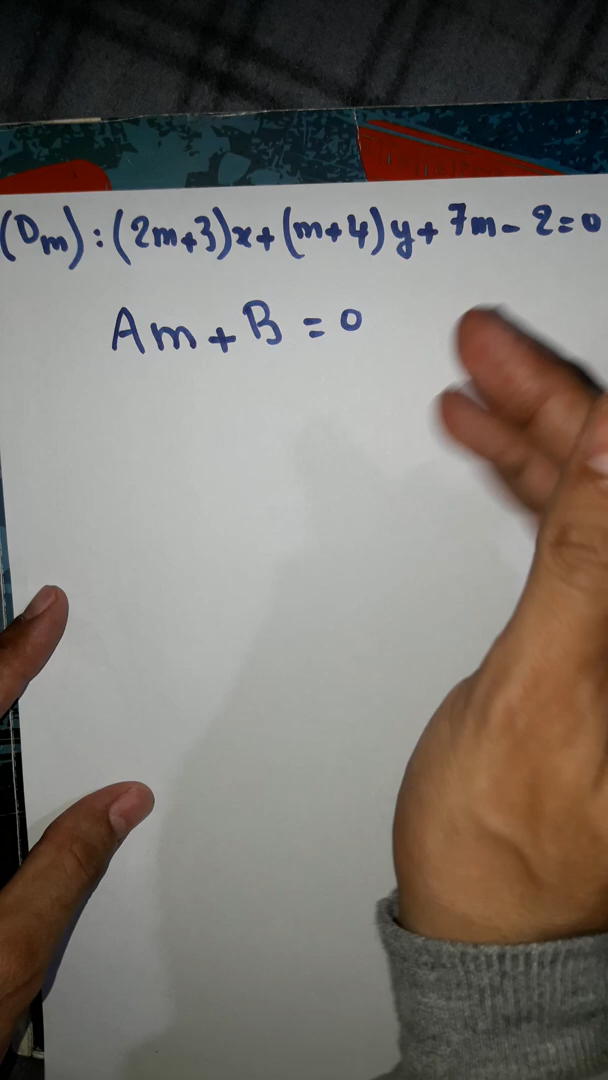 (Dm) : (2m+3)x + (m+4)y + 7m - 2 = 0
Am + B = 0